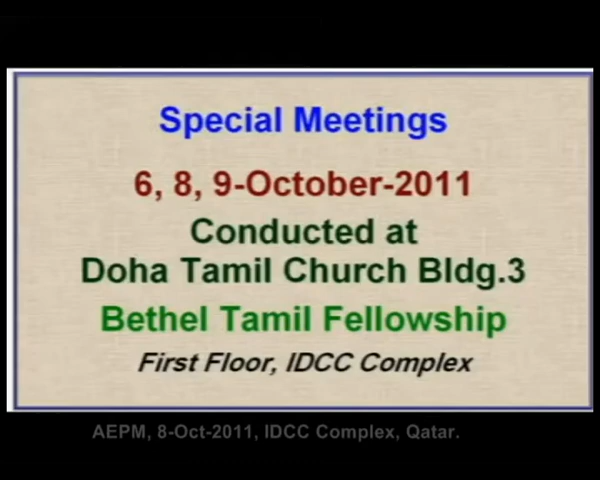 Special Meetings
6, 8, 9-October-2011
Conducted at
Doha Tamil Church Bldg.3
Bethel Tamil Fellowship
First Floor, IDCC Complex
AEPM, 8-Oct-2011, IDCC Complex, Qatar.